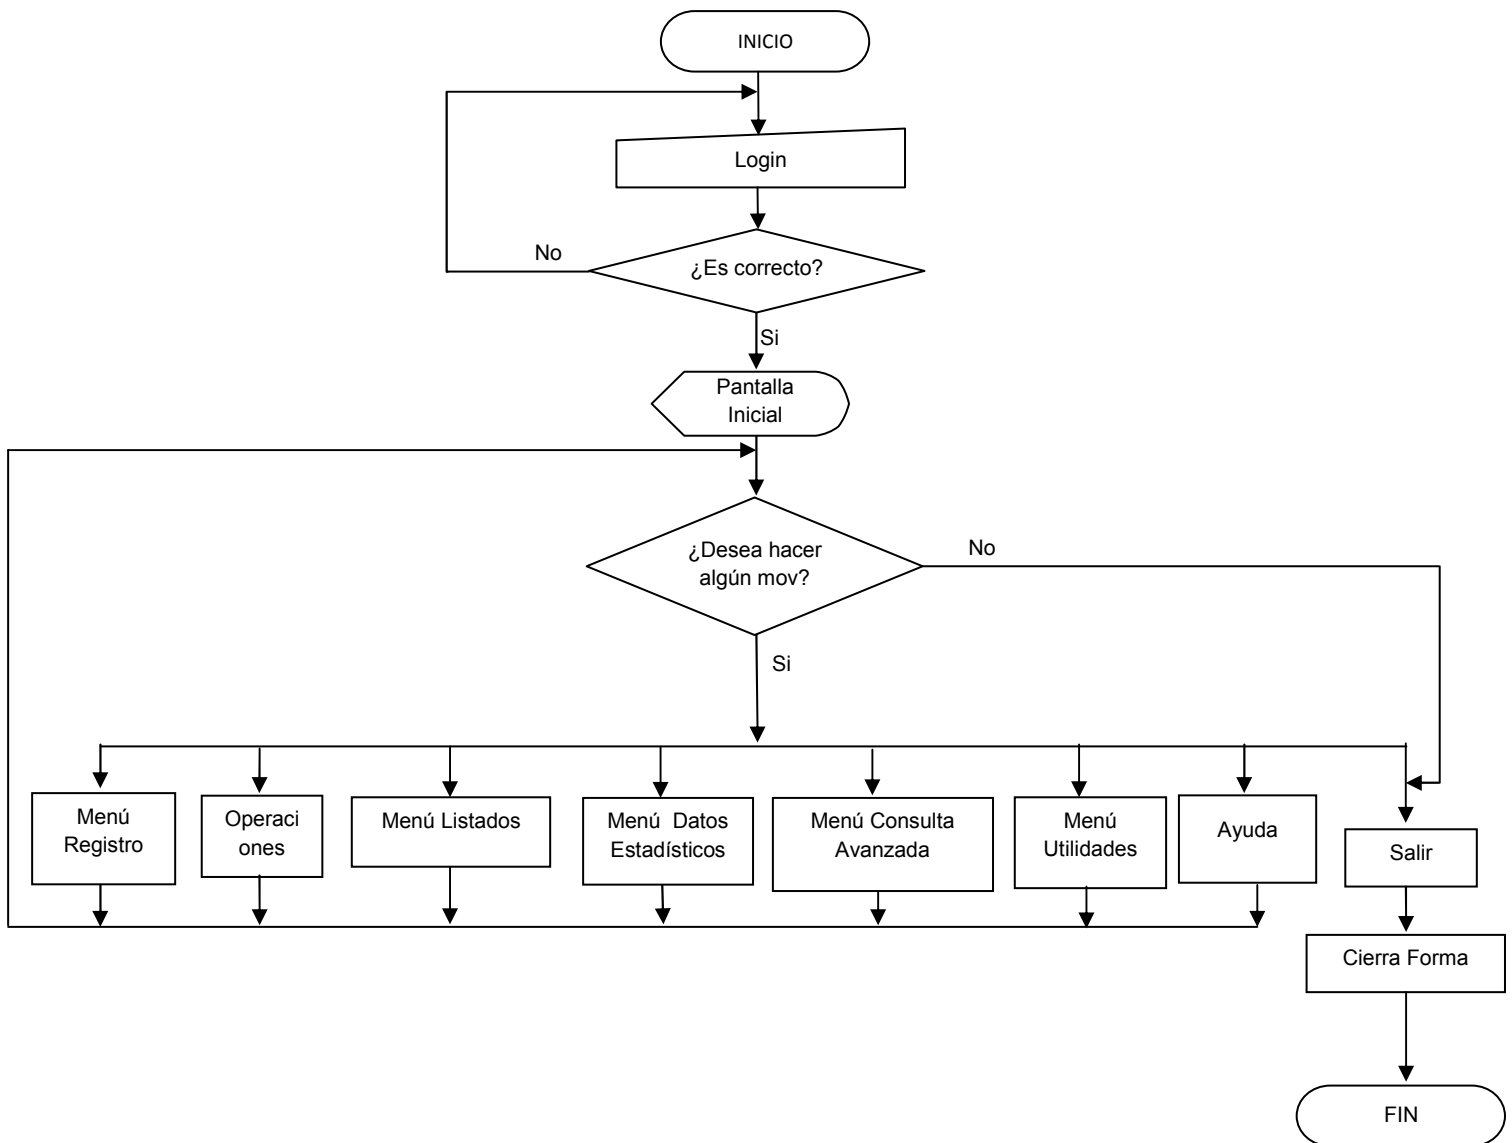 INICIO
Login
No
¿Es correcto?
Si
Pantalla
Inicial
¿Desea hacer
algún mov?
No
Si
Menú
Registro
Operaci
ones
Menú Listados
Menú Datos
Estadísticos
Menú Consulta
Avanzada
Menú
Utilidades
Ayuda
Salir
Cierra Forma
FIN